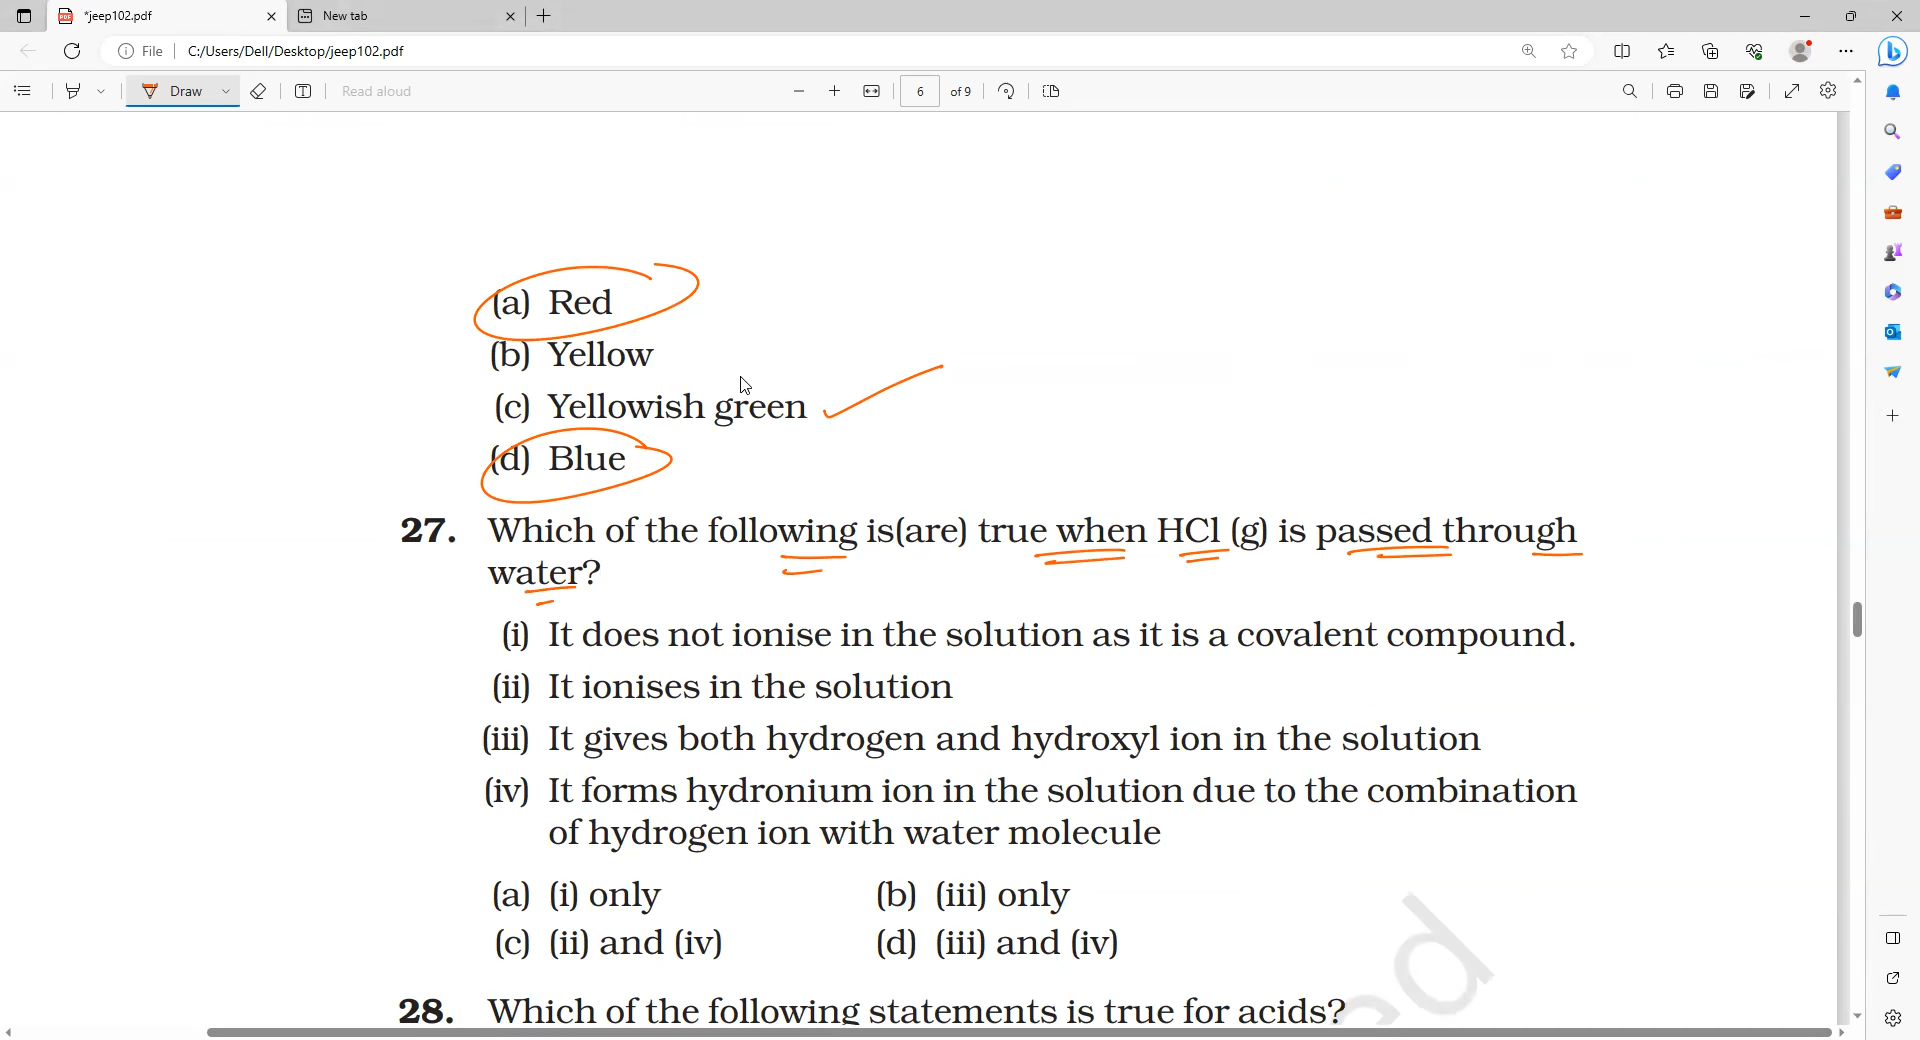 *jeep102.pdf
New tab
File
C:/Users/Dell/Desktop/jeep102.pdf
Draw
Read aloud
6
of 9
(a) Red
(b) Yellow
(c) Yellowish green
(d) Blue
27. Which of the following is(are) true when HCl (g) is passed through
water?
(i) It does not ionise in the solution as it is a covalent compound.
(ii) It ionises in the solution
(iii) It gives both hydrogen and hydroxyl ion in the solution
(iv) It forms hydronium ion in the solution due to the combination
of hydrogen ion with water molecule
(a) (i) only (b) (iii) only
(c) (ii) and (iv) (d) (iii) and (iv)
28. Which of the following statements is true for acids?